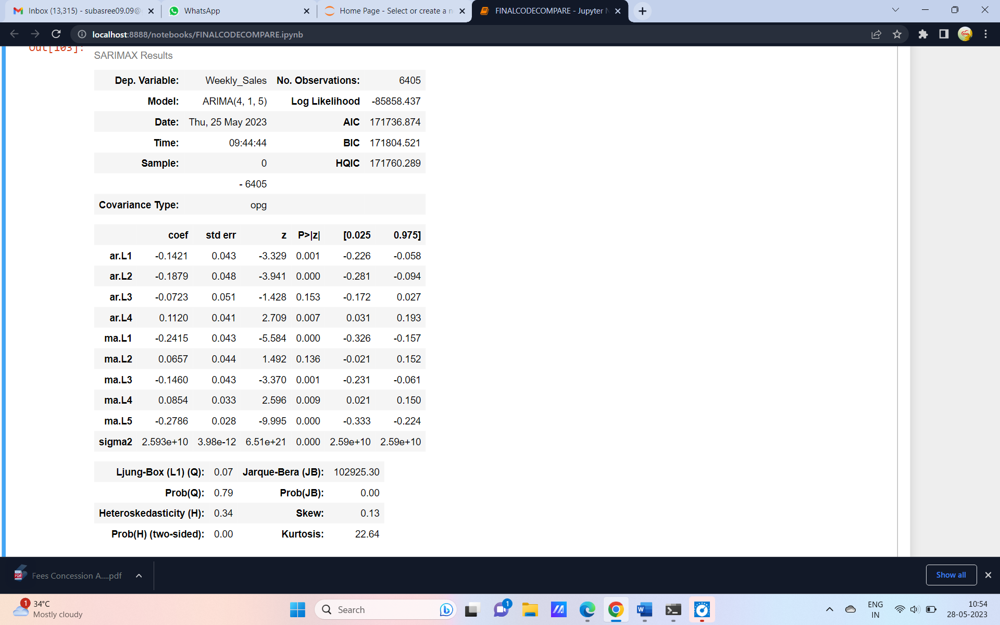 Inbox (13,315) - subasree09.09@
WhatsApp
Home Page - Select or create a n
FINALCODECOMPARE - Jupyter N
localhost:8888/notebooks/FINALCODECOMPARE.ipynb
Out[103]:
SARIMAX Results
Dep. Variable: Weekly_Sales No. Observations: 6405
Model: ARIMA(4, 1, 5) Log Likelihood -85858.437
Date: Thu, 25 May 2023 AIC 171736.874
Time: 09:44:44 BIC 171804.521
Sample: 0 HQIC 171760.289
- 6405
Covariance Type: opg
coef std err z P>|z| [0.025 0.975]
ar.L1 -0.1421 0.043 -3.329 0.001 -0.226 -0.058
ar.L2 -0.1879 0.048 -3.941 0.000 -0.281 -0.094
ar.L3 -0.0723 0.051 -1.428 0.153 -0.172 0.027
ar.L4 0.1120 0.041 2.709 0.007 0.031 0.193
ma.L1 -0.2415 0.043 -5.584 0.000 -0.326 -0.157
ma.L2 0.0657 0.044 1.492 0.136 -0.021 0.152
ma.L3 -0.1460 0.043 -3.370 0.001 -0.231 -0.061
ma.L4 0.0854 0.033 2.596 0.009 0.021 0.150
ma.L5 -0.2786 0.028 -9.995 0.000 -0.333 -0.224
sigma2 2.593e+10 3.98e-12 6.51e+21 0.000 2.59e+10 2.59e+10
Ljung-Box (L1) (Q): 0.07 Jarque-Bera (JB): 102925.30
Prob(Q): 0.79 Prob(JB): 0.00
Heteroskedasticity (H): 0.34 Skew: 0.13
Prob(H) (two-sided): 0.00 Kurtosis: 22.64
PDF Fees Concession A....pdf
Show all
1 34°C
Mostly cloudy
Search
1
W
ENG
IN
10:54
28-05-2023